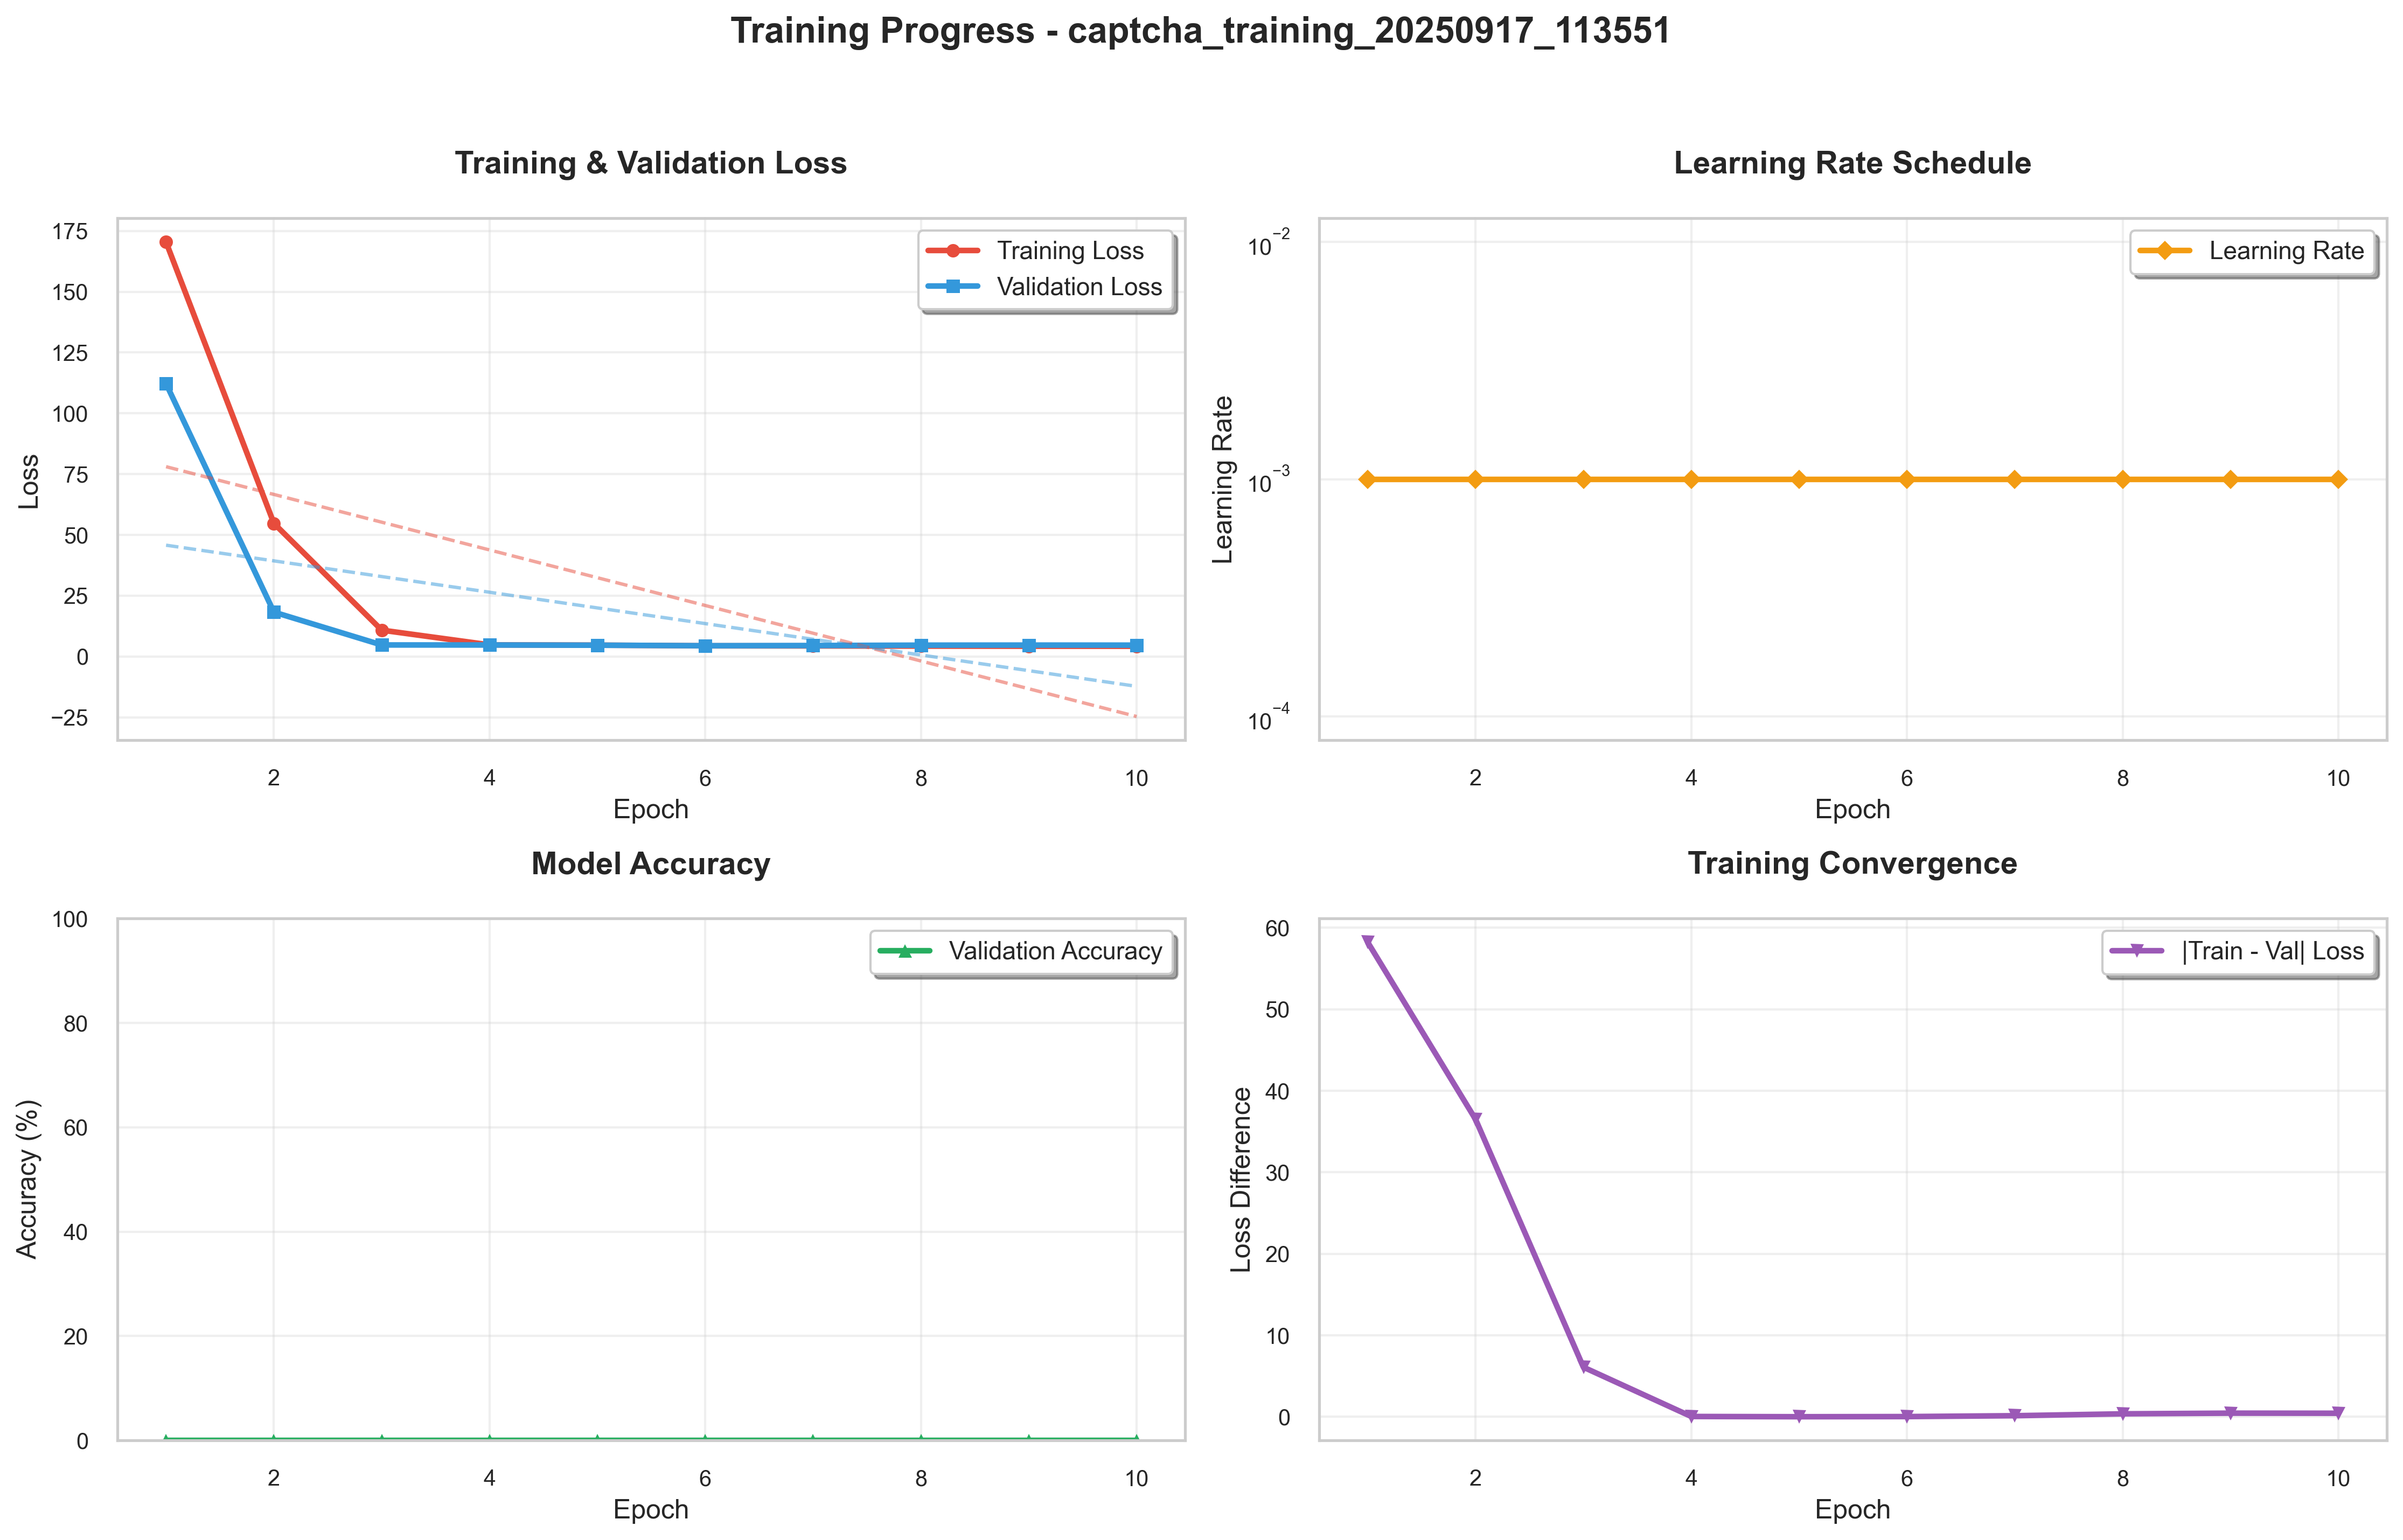 Training Progress - captcha_training_20250917_113551
Training & Validation Loss
175
150
125
100
75
50
25
0
−25
Loss
Training Loss
Validation Loss
2 4 6 8 10
Epoch
Learning Rate Schedule
10⁻²
10⁻³
10⁻⁴
Learning Rate
Learning Rate
2 4 6 8 10
Epoch
Model Accuracy
100
80
60
40
20
0
Accuracy (%)
Validation Accuracy
2 4 6 8 10
Epoch
Training Convergence
60
50
40
30
20
10
0
Loss Difference
|Train - Val| Loss
2 4 6 8 10
Epoch